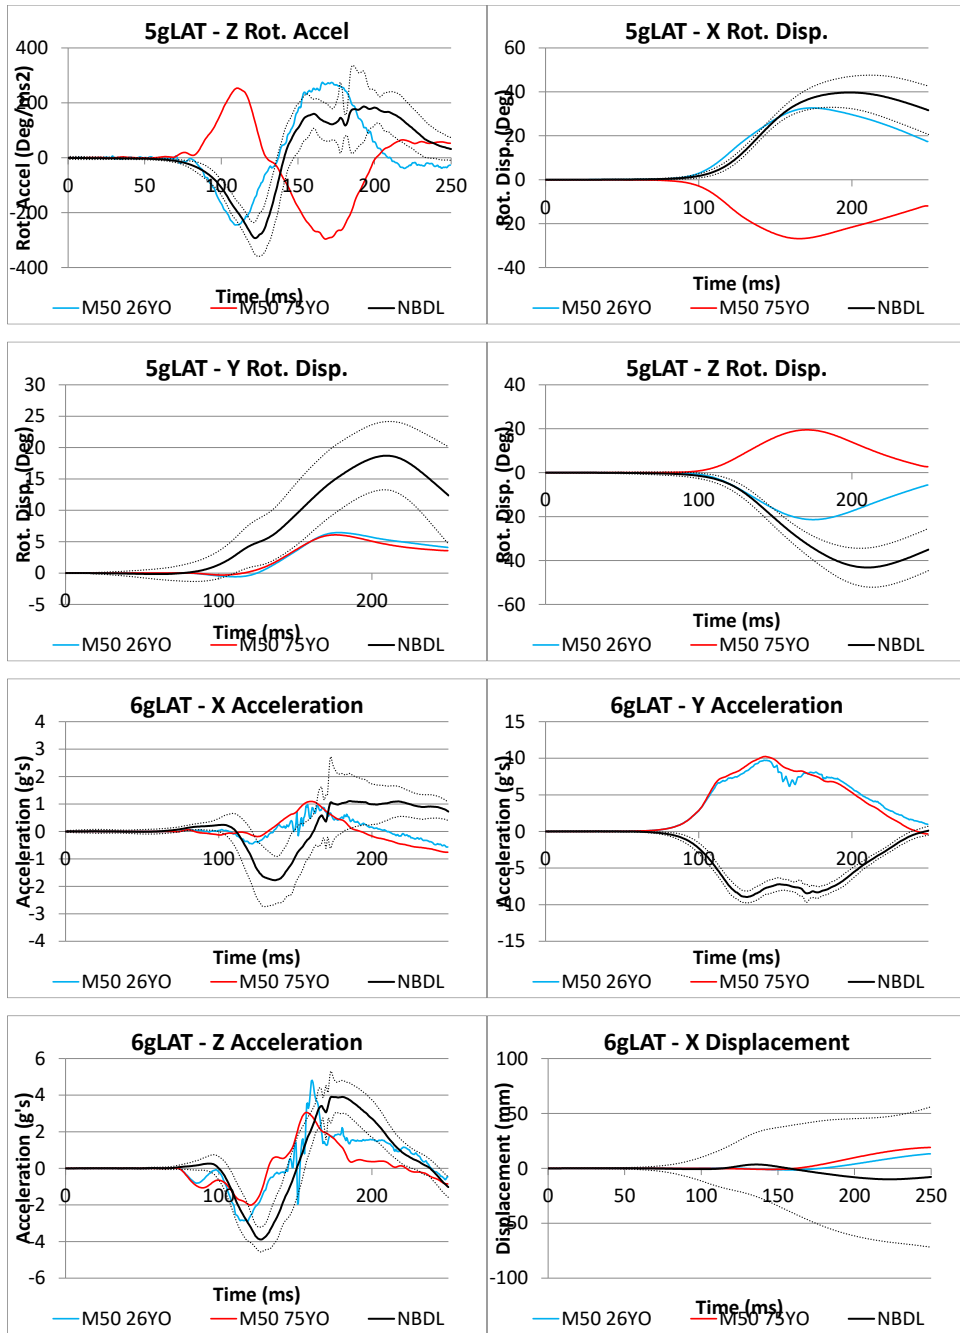 5gLAT - Z Rot. Accel
Rot. Accel (Deg/ms2)
400
200
0
-200
-400
0 50 100 150 200 250
Time (ms)
M50 26YO M50 75YO NBDL
5gLAT - X Rot. Disp.
Rot. Disp. (Deg)
60
40
20
0
-20
-40
0 100 200
Time (ms)
M50 26YO M50 75YO NBDL
5gLAT - Y Rot. Disp.
Rot. Disp. (Deg)
30
25
20
15
10
5
0
-5
0 100 200
Time (ms)
M50 26YO M50 75YO NBDL
5gLAT - Z Rot. Disp.
Rot. Disp. (Deg)
40
20
0
-20
-40
-60
0 100 200
Time (ms)
M50 26YO M50 75YO NBDL
6gLAT - X Acceleration
Acceleration (g's)
4
3
2
1
0
-1
-2
-3
-4
0 100 200
Time (ms)
M50 26YO M50 75YO NBDL
6gLAT - Y Acceleration
Acceleration (g's)
15
10
5
0
-5
-10
-15
0 100 200
Time (ms)
M50 26YO M50 75YO NBDL
6gLAT - Z Acceleration
Acceleration (g's)
6
4
2
0
-2
-4
-6
0 100 200
Time (ms)
M50 26YO M50 75YO NBDL
6gLAT - X Displacement
Displacement (mm)
100
50
0
-50
-100
0 50 100 150 200 250
Time (ms)
M50 26YO M50 75YO NBDL